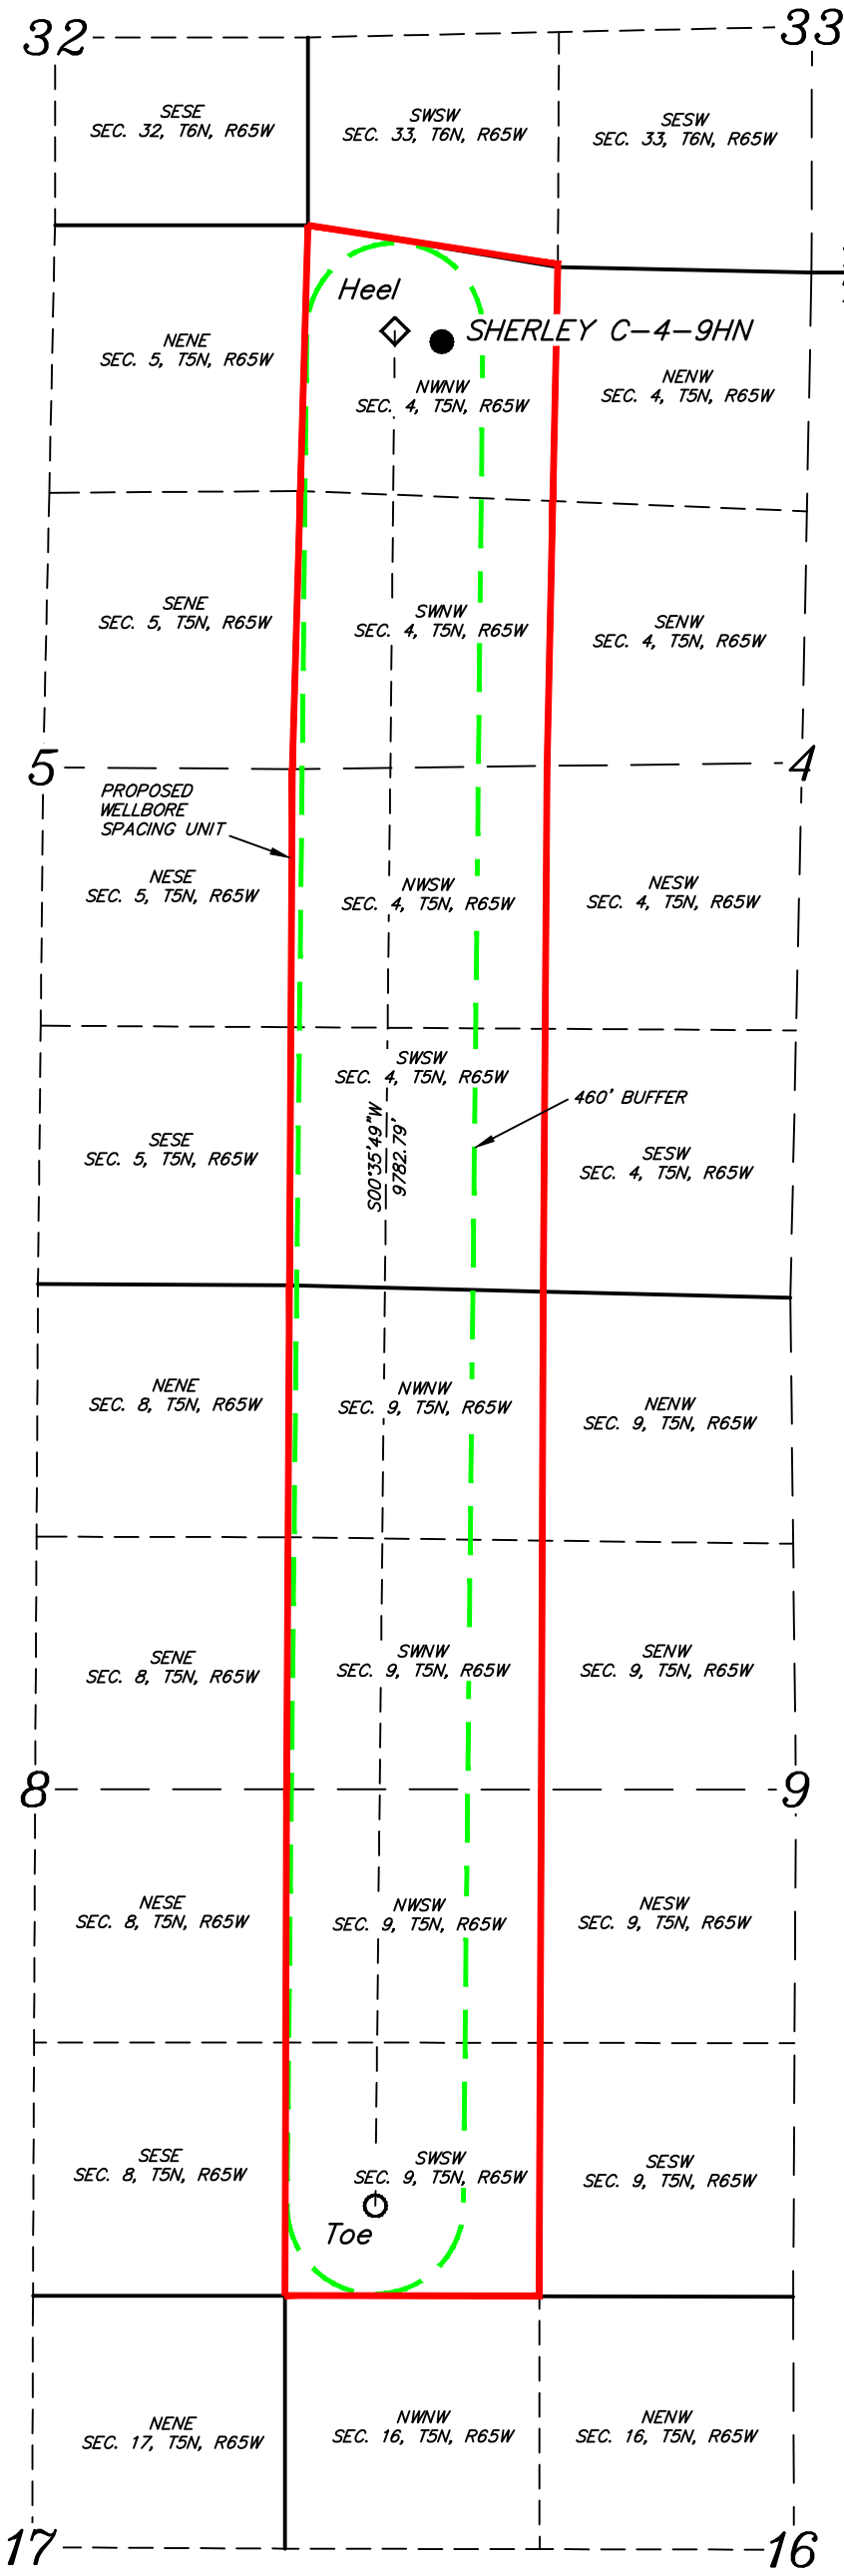 32
33
SESE
SEC. 32, T6N, R65W
SWSW
SEC. 33, T6N, R65W
SESW
SEC. 33, T6N, R65W
Heel
SHERLEY C-4-9HN
NENE
SEC. 5, T5N, R65W
NWNW
SEC. 4, T5N, R65W
NENW
SEC. 4, T5N, R65W
SENE
SEC. 5, T5N, R65W
SWNW
SEC. 4, T5N, R65W
SENW
SEC. 4, T5N, R65W
5
4
PROPOSED
WELLBORE
SPACING UNIT
NESE
SEC. 5, T5N, R65W
NWSW
SEC. 4, T5N, R65W
NESW
SEC. 4, T5N, R65W
SWSW
SEC. 4, T5N, R65W
460' BUFFER
S00°35'49"W
9782.79'
SESE
SEC. 5, T5N, R65W
SESW
SEC. 4, T5N, R65W
NENE
SEC. 8, T5N, R65W
NWNW
SEC. 9, T5N, R65W
NENW
SEC. 9, T5N, R65W
SENE
SEC. 8, T5N, R65W
SWNW
SEC. 9, T5N, R65W
SENW
SEC. 9, T5N, R65W
8
9
NESE
SEC. 8, T5N, R65W
NWSW
SEC. 9, T5N, R65W
NESW
SEC. 9, T5N, R65W
SESE
SEC. 8, T5N, R65W
SWSW
SEC. 9, T5N, R65W
SESW
SEC. 9, T5N, R65W
Toe
NENE
SEC. 17, T5N, R65W
NWNW
SEC. 16, T5N, R65W
NENW
SEC. 16, T5N, R65W
17
16